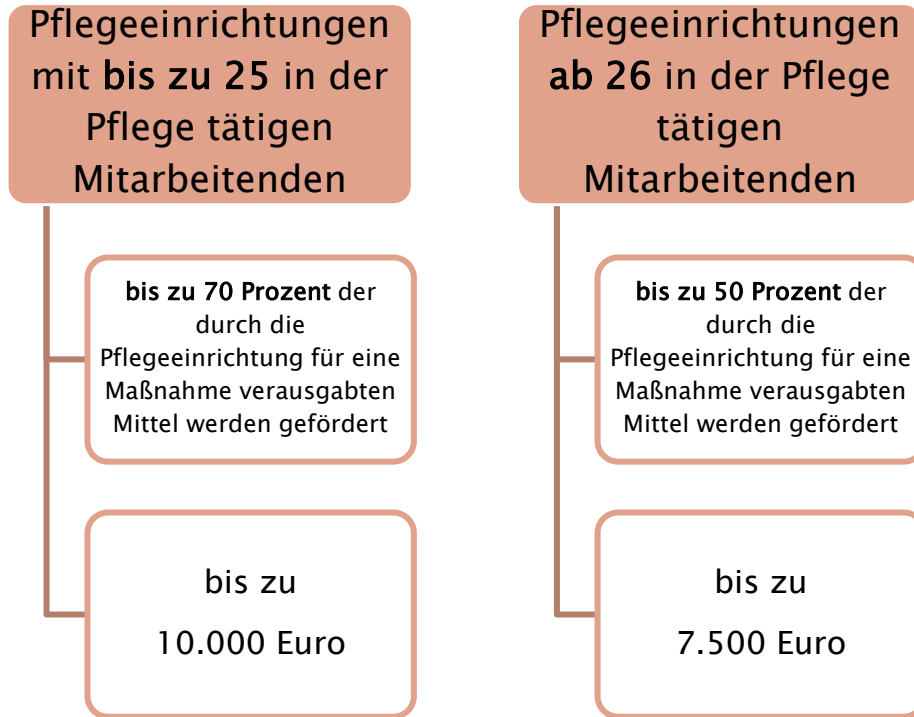 Pflegeeinrichtungen
mit bis zu 25 in der
Pflege tätigen
Mitarbeitenden
bis zu 70 Prozent der
durch die
Pflegeeinrichtung für eine
Maßnahme verausgabten
Mittel werden gefördert
bis zu
10.000 Euro
Pflegeeinrichtungen
ab 26 in der Pflege
tätigen
Mitarbeitenden
bis zu 50 Prozent der
durch die
Pflegeeinrichtung für eine
Maßnahme verausgabten
Mittel werden gefördert
bis zu
7.500 Euro